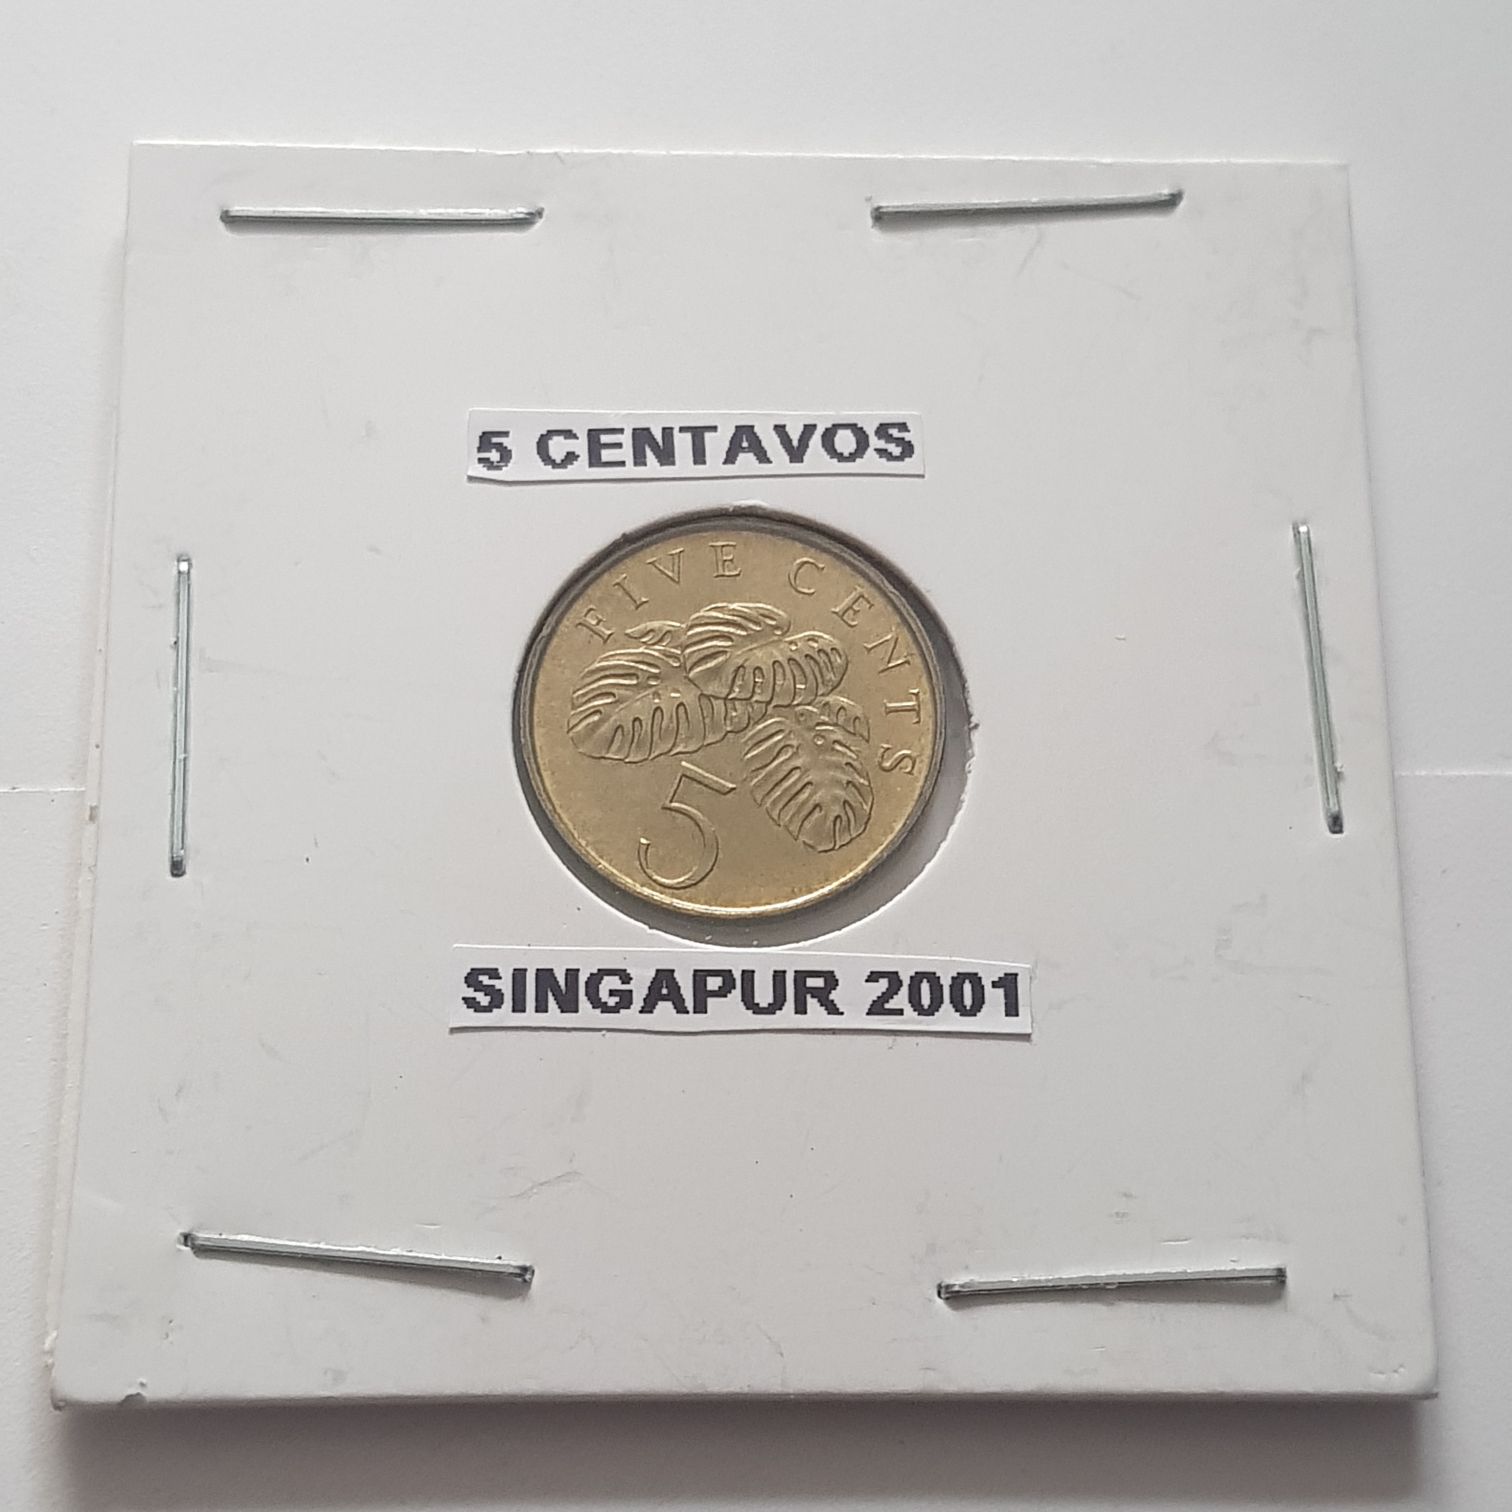 5 CENTAVOS
FIVE CENTS
5
SINGAPUR 2001